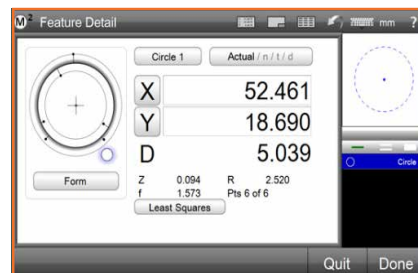 M² Feature Detail
mm ?
Circle 1
Actual / n / t / d
X 52.461
Y 18.690
D 5.039
Z 0.094 R 2.520
f 1.573 Pts 6 of 6
Form
Least Squares
Circle
Quit Done